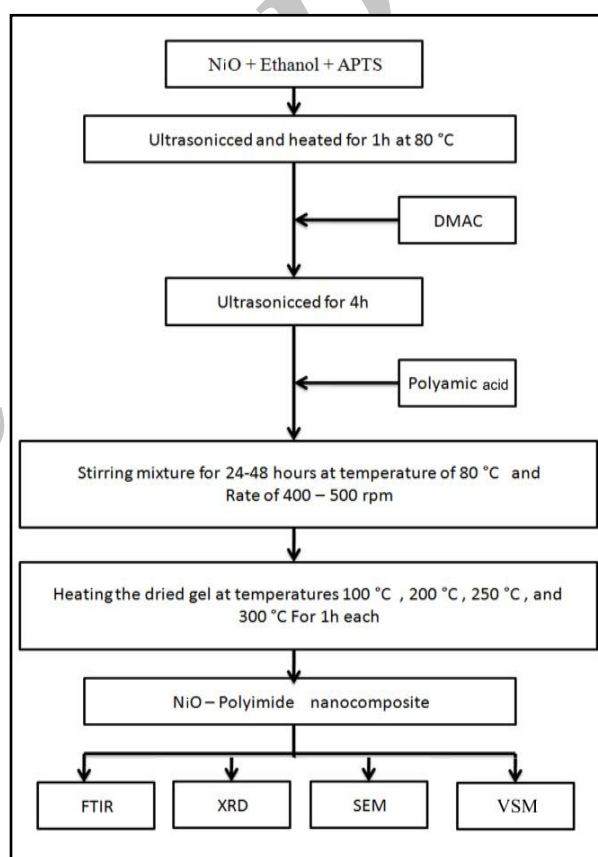 NiO + Ethanol + APTS
Ultrasonicced and heated for 1h at 80 °C
DMAC
Ultrasonicced for 4h
Polyamic acid
Stirring mixture for 24-48 hours at temperature of 80 °C and
Rate of 400 – 500 rpm
Heating the dried gel at temperatures 100 °C , 200 °C , 250 °C , and
300 °C For 1h each
NiO – Polyimide nanocomposite
FTIR
XRD
SEM
VSM